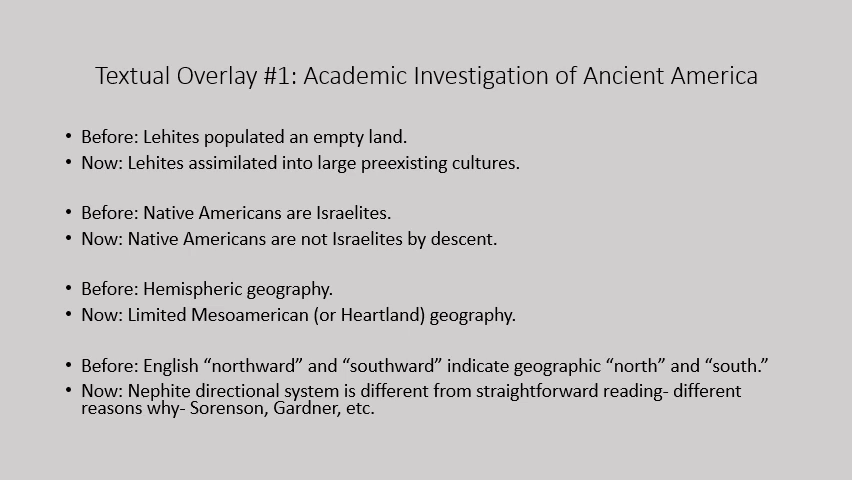 Textual Overlay #1: Academic Investigation of Ancient America
• Before: Lehites populated an empty land.
• Now: Lehites assimilated into large preexisting cultures.
• Before: Native Americans are Israelites.
• Now: Native Americans are not Israelites by descent.
• Before: Hemispheric geography.
• Now: Limited Mesoamerican (or Heartland) geography.
• Before: English “northward” and “southward” indicate geographic “north” and “south.”
• Now: Nephite directional system is different from straightforward reading- different
reasons why- Sorenson, Gardner, etc.